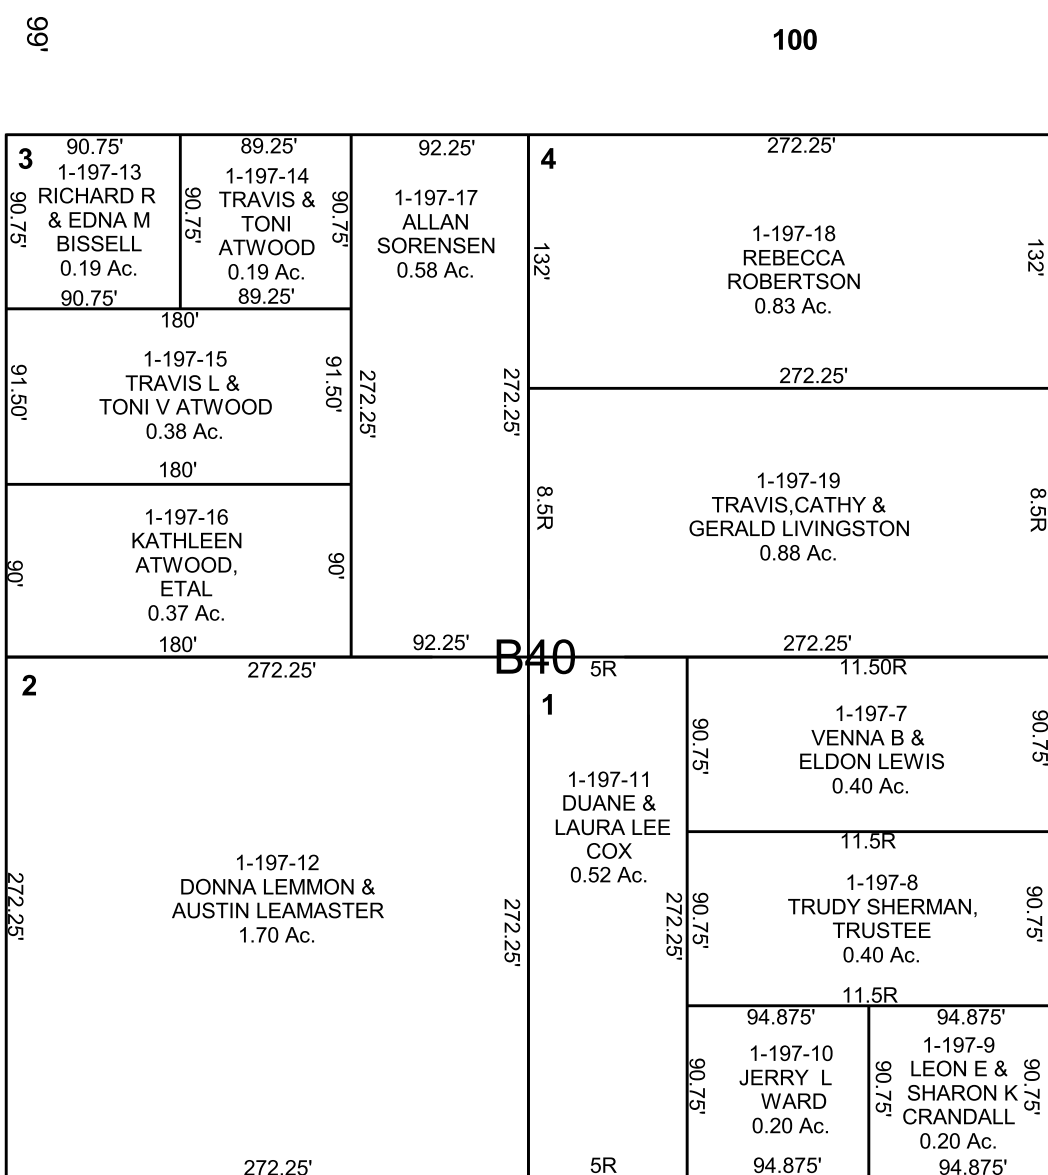 99'
100
3
90.75'
1-197-13
RICHARD R
& EDNA M
BISSELL
0.19 Ac.
90.75'
90.75'
89.25'
1-197-14
TRAVIS &
TONI
ATWOOD
0.19 Ac.
89.25'
90.75'
90.75'
92.25'
1-197-17
ALLAN
SORENSEN
0.58 Ac.
272.25'
272.25'
92.25'
4
272.25'
132'
1-197-18
REBECCA
ROBERTSON
0.83 Ac.
132'
272.25'
180'
1-197-15
TRAVIS L &
TONI V ATWOOD
0.38 Ac.
91.50'
91.50'
180'
1-197-16
KATHLEEN
ATWOOD,
ETAL
0.37 Ac.
90'
90'
180'
8.5R
1-197-19
TRAVIS,CATHY &
GERALD LIVINGSTON
0.88 Ac.
8.5R
272.25'
B40
2
272.25'
1-197-12
DONNA LEMMON &
AUSTIN LEAMASTER
1.70 Ac.
272.25'
272.25'
272.25'
1
5R
1-197-11
DUANE &
LAURA LEE
COX
0.52 Ac.
272.25'
5R
11.50R
90.75'
1-197-7
VENNA B &
ELDON LEWIS
0.40 Ac.
90.75'
11.5R
90.75'
1-197-8
TRUDY SHERMAN,
TRUSTEE
0.40 Ac.
90.75'
11.5R
94.875'
90.75'
1-197-10
JERRY L
WARD
0.20 Ac.
94.875'
94.875'
90.75'
1-197-9
LEON E &
SHARON K
CRANDALL
0.20 Ac.
90.75'
94.875'